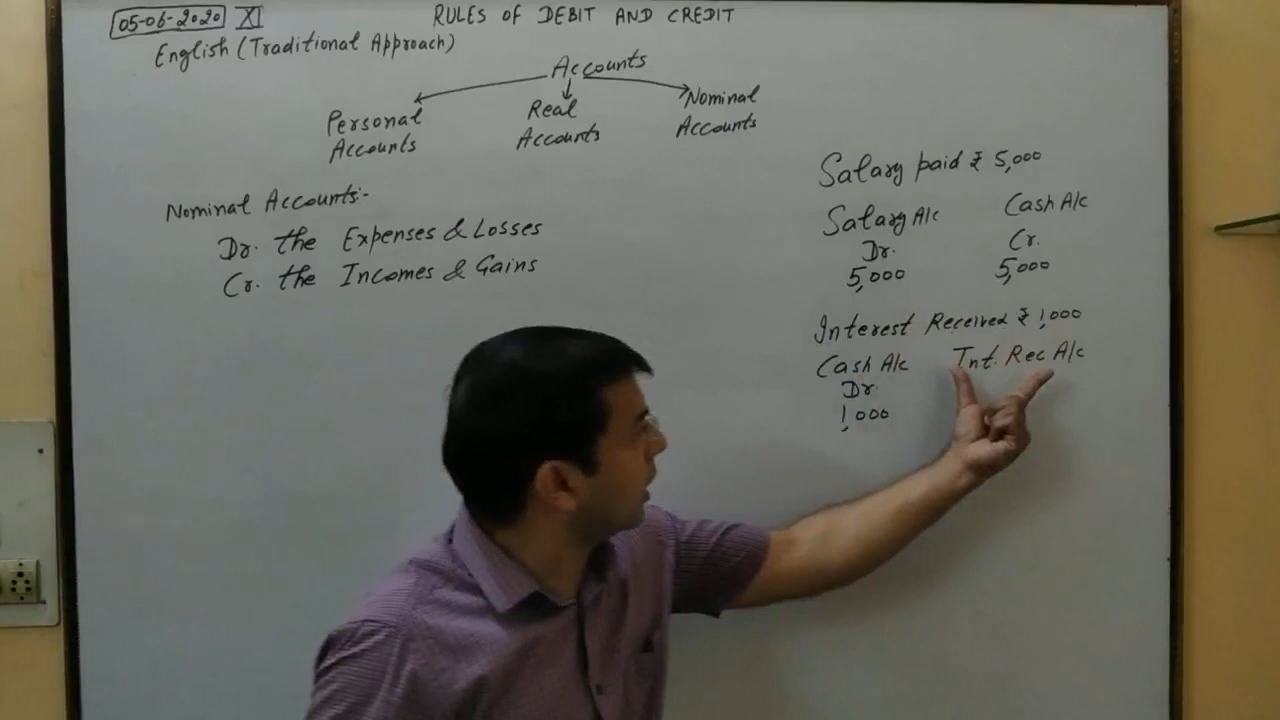 05-06-2020 XI
RULES OF DEBIT AND CREDIT
English (Traditional Approach)
Accounts
Personal
Accounts
Real
Accounts
Nominal
Accounts
Nominal Accounts:-
Dr. the Expenses & Losses
Cr. the Incomes & Gains
Salary paid ₹ 5,000
Salary A/c Cash A/c
Dr. Cr.
5,000 5,000
Interest Received ₹ 1,000
Cash A/c Int. Rec A/c
Dr.
1,000